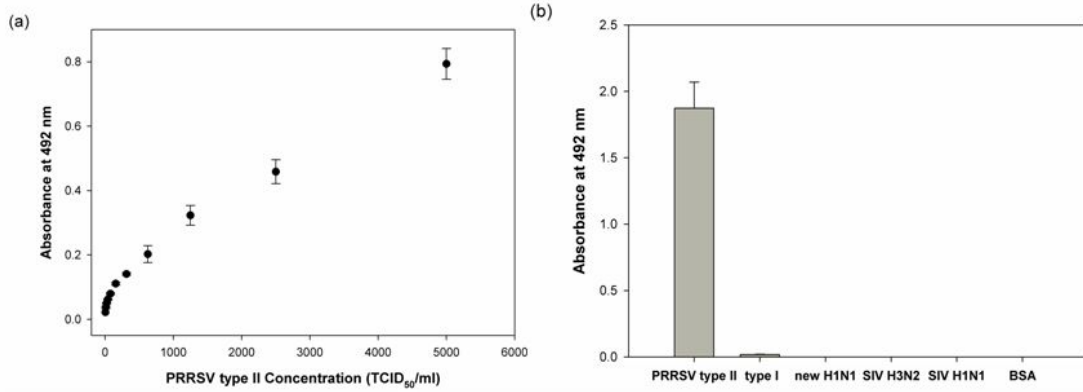 (a)
0.8
0.6
0.4
0.2
0.0
Absorbance at 492 nm
0 1000 2000 3000 4000 5000 6000
PRRSV type II Concentration (TCID50/ml)
(b)
2.5
2.0
1.5
1.0
0.5
0.0
Absorbance at 492 nm
PRRSV type II type I new H1N1 SIV H3N2 SIV H1N1 BSA